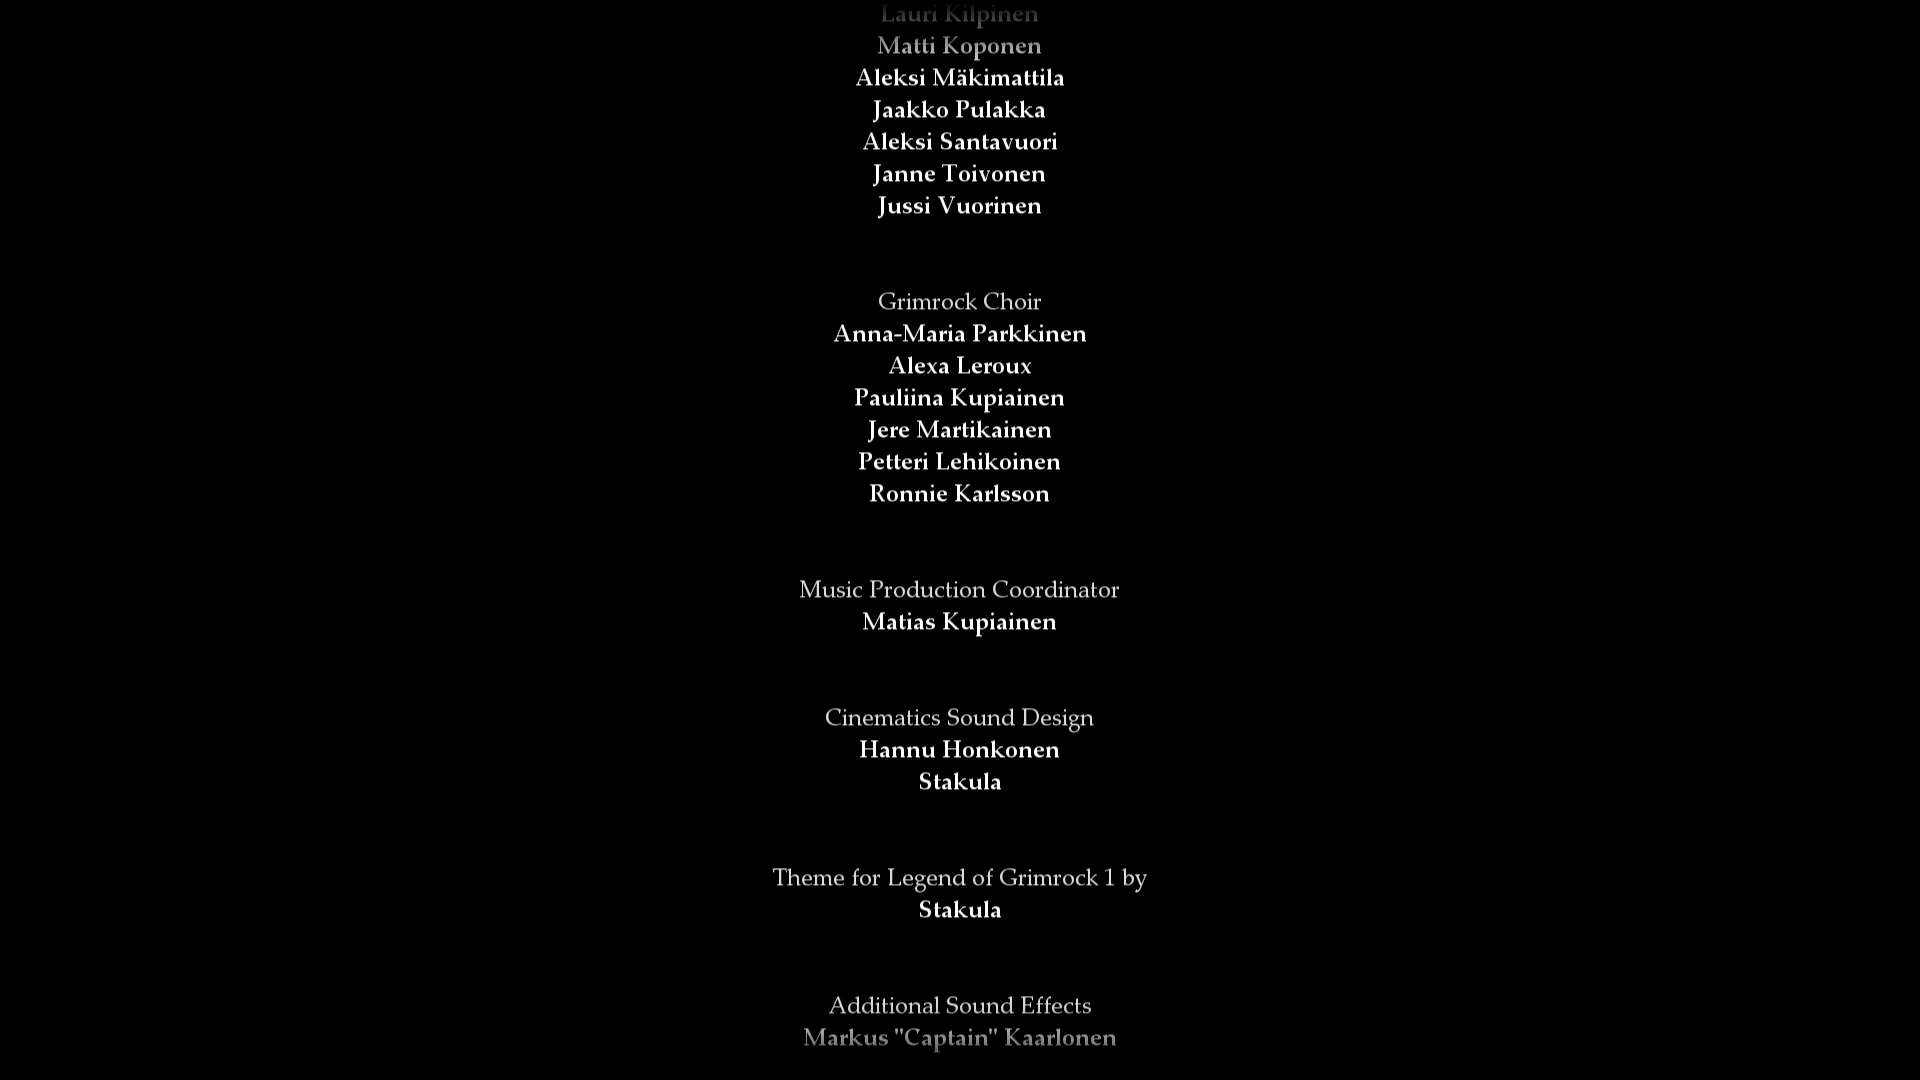 Lauri Kilpinen
Matti Koponen
Aleksi Mäkimattila
Jaakko Pulakka
Aleksi Santavuori
Janne Toivonen
Jussi Vuorinen
Grimrock Choir
Anna-Maria Parkkinen
Alexa Leroux
Pauliina Kupiainen
Jere Martikainen
Petteri Lehikoinen
Ronnie Karlsson
Music Production Coordinator
Matias Kupiainen
Cinematics Sound Design
Hannu Honkonen
Stakula
Theme for Legend of Grimrock 1 by
Stakula
Additional Sound Effects
Markus "Captain" Kaarlonen